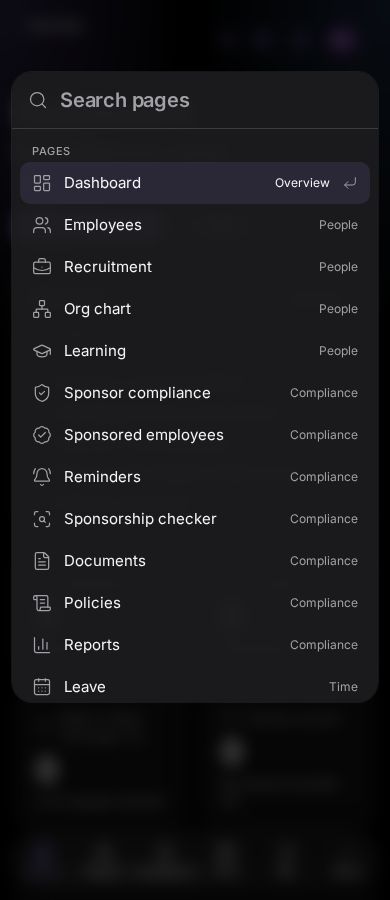 Search pages
PAGES
Dashboard Overview
Employees People
Recruitment People
Org chart People
Learning People
Sponsor compliance Compliance
Sponsored employees Compliance
Reminders Compliance
Sponsorship checker Compliance
Documents Compliance
Policies Compliance
Reports Compliance
Leave Time